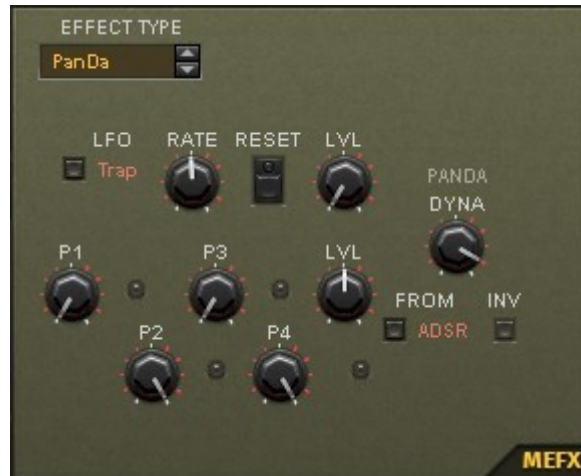 EFFECT TYPE
PanDa
LFO RATE RESET LVL
Trap
PANDA
DYNA
P1 P3 LVL
FROM INV
ADSR
P2 P4
MEFX